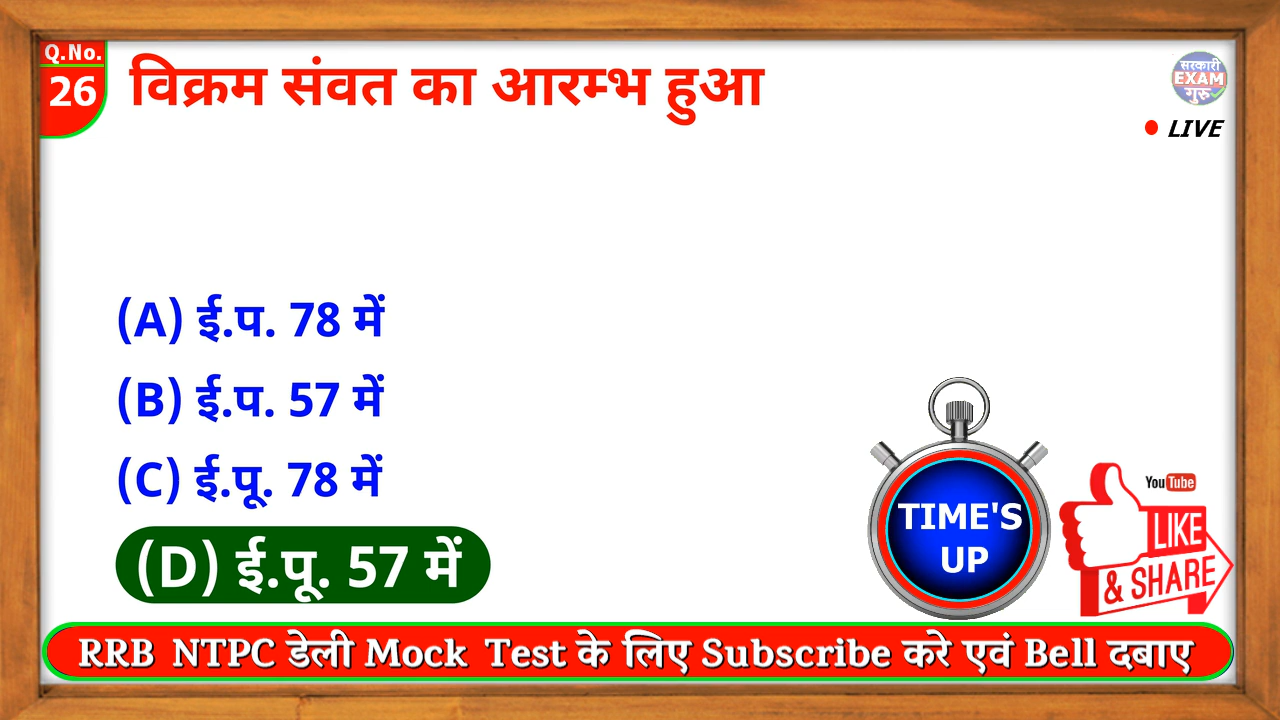 Q.No.
26
विक्रम संवत का आरम्भ हुआ
सरकारी
EXAM
गुरु
LIVE
(A) ई.प. 78 में
(B) ई.प. 57 में
(C) ई.पू. 78 में
(D) ई.पू. 57 में
TIME'S
UP
YouTube
LIKE
& SHARE
RRB NTPC डेली Mock Test के लिए Subscribe करे एवं Bell दबाए